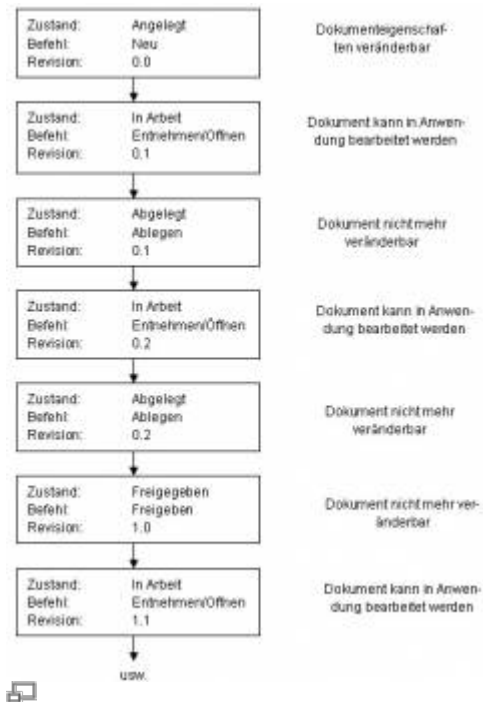 Zustand: Angelegt
Befehl: Neu
Revision: 0.0
Dokumenteigenschaf-
ten veränderbar
Zustand: In Arbeit
Befehl: Entnehmen/Öffnen
Revision: 0.1
Dokument kann in Anwen-
dung bearbeitet werden
Zustand: Abgelegt
Befehl: Ablegen
Revision: 0.1
Dokument nicht mehr
veränderbar
Zustand: In Arbeit
Befehl: Entnehmen/Öffnen
Revision: 0.2
Dokument kann in Anwen-
dung bearbeitet werden
Zustand: Abgelegt
Befehl: Ablegen
Revision: 0.2
Dokument nicht mehr
veränderbar
Zustand: Freigegeben
Befehl: Freigeben
Revision: 1.0
Dokument nicht mehr ver-
änderbar
Zustand: In Arbeit
Befehl: Entnehmen/Öffnen
Revision: 1.1
Dokument kann in Anwen-
dung bearbeitet werden
usw.